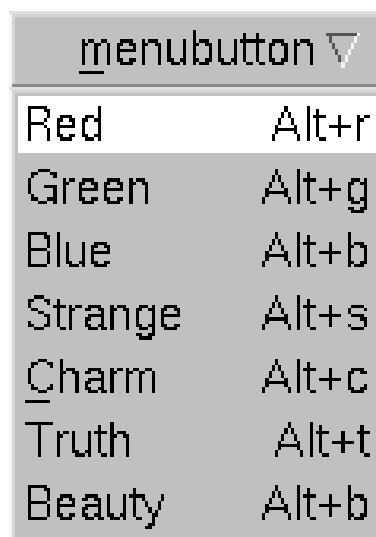 menubutton
Red Alt+r
Green Alt+g
Blue Alt+b
Strange Alt+s
Charm Alt+c
Truth Alt+t
Beauty Alt+b